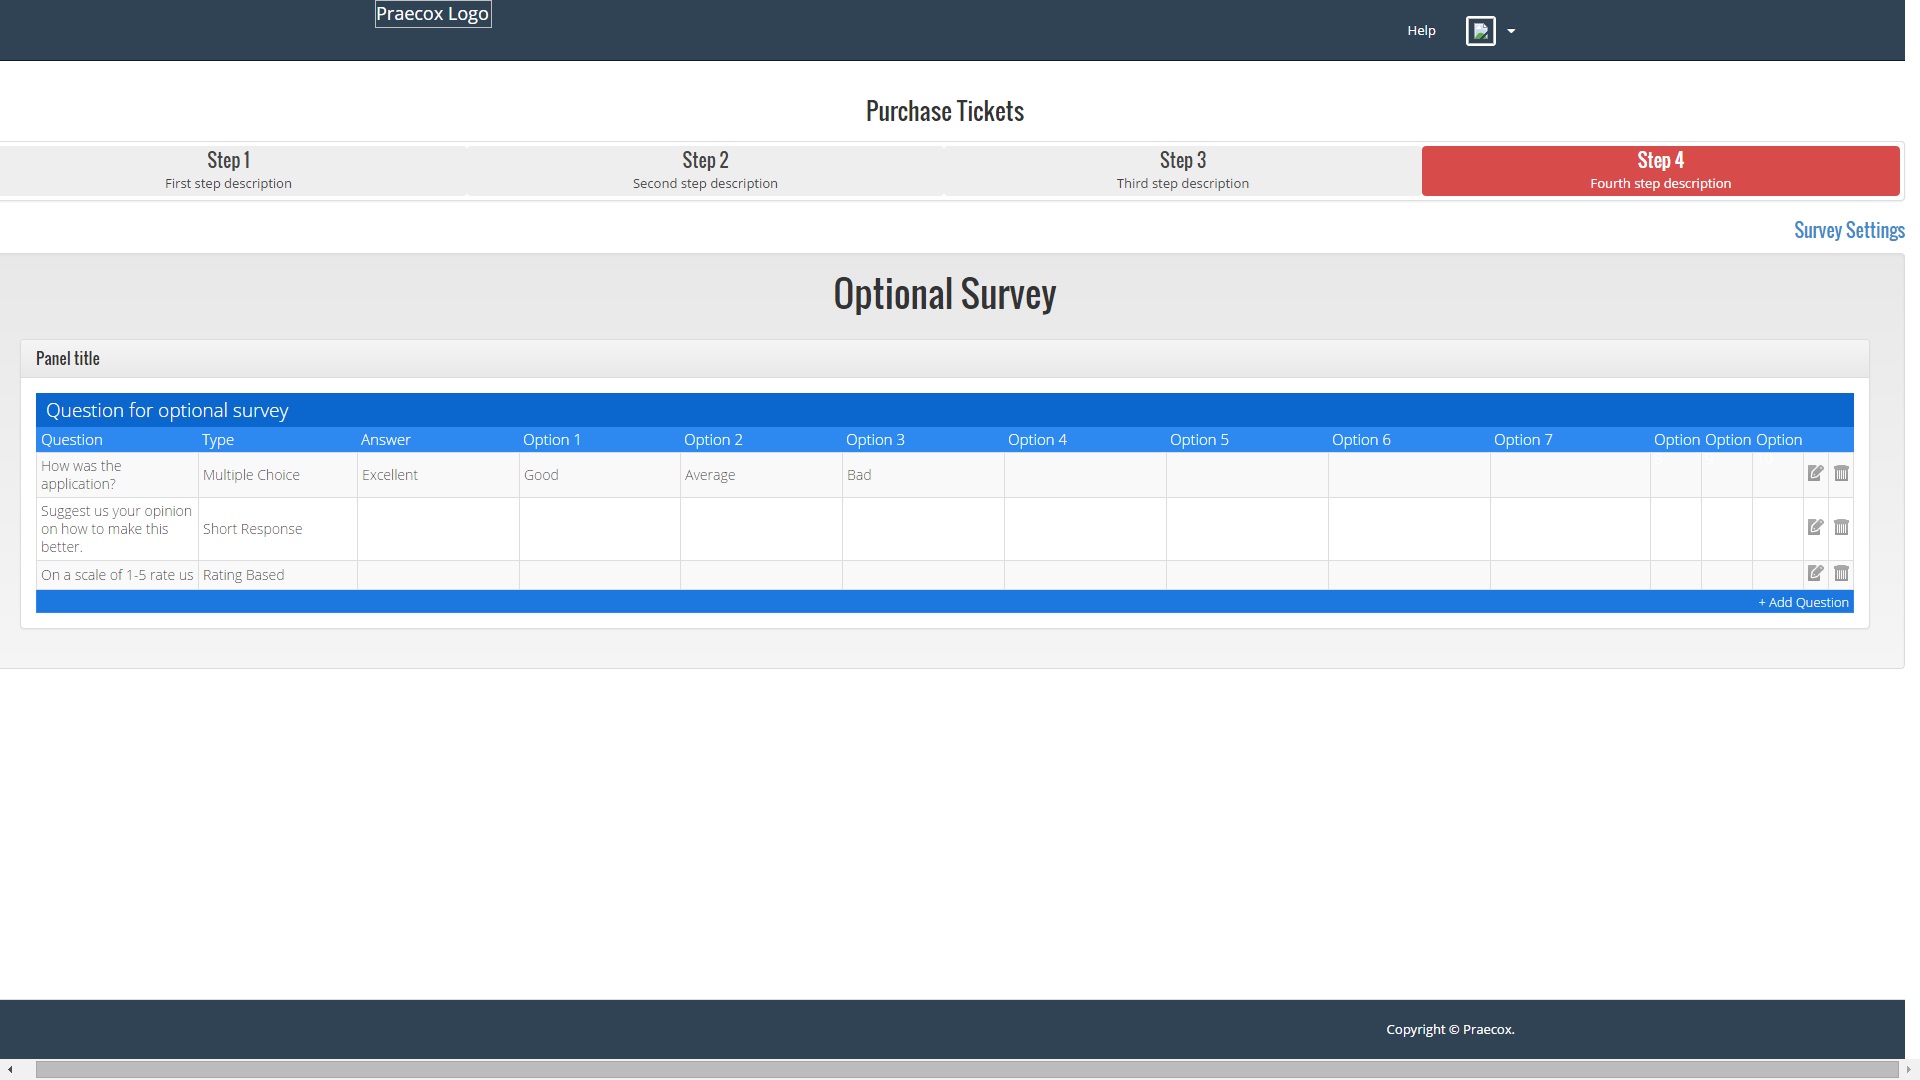 Praecox Logo
Help
Purchase Tickets
Step 1
First step description
Step 2
Second step description
Step 3
Third step description
Step 4
Fourth step description
Survey Settings
Optional Survey
Panel title
Question for optional survey
Question Type Answer Option 1 Option 2 Option 3 Option 4 Option 5 Option 6 Option 7 Option Option Option
How was the
application?
Multiple Choice Excellent Good Average Bad
Suggest us your opinion
on how to make this
better.
Short Response
On a scale of 1-5 rate us Rating Based
+ Add Question
Copyright © Praecox.